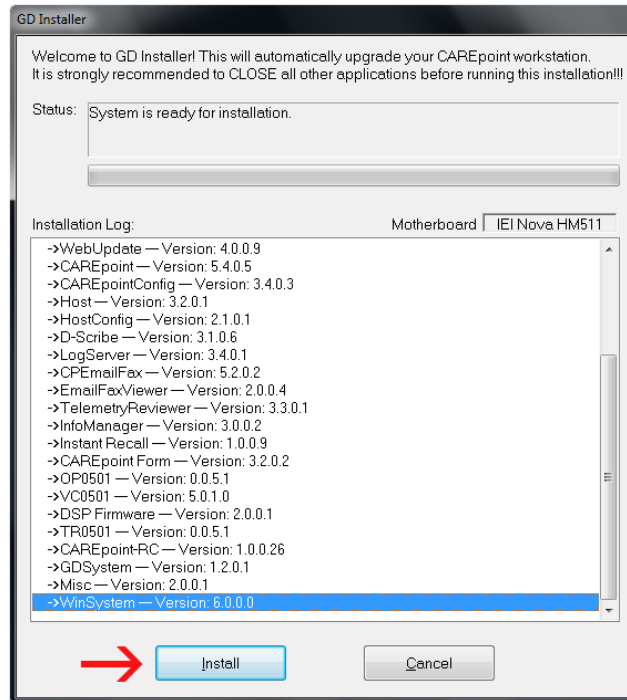 GD Installer
Welcome to GD Installer! This will automatically upgrade your CAREpoint workstation.
It is strongly recommended to CLOSE all other applications before running this installation!!!
Status: System is ready for installation.
Installation Log: Motherboard IEI Nova HM511
->WebUpdate — Version: 4.0.0.9
->CAREpoint — Version: 5.4.0.5
->CAREpointConfig — Version: 3.4.0.3
->Host — Version: 3.2.0.1
->HostConfig — Version: 2.1.0.1
->D-Scribe — Version: 3.1.0.6
->LogServer — Version: 3.4.0.1
->CPEmailFax — Version: 5.2.0.2
->EmailFaxViewer — Version: 2.0.0.4
->TelemetryReviewer — Version: 3.3.0.1
->InfoManager — Version: 3.0.0.2
->Instant Recall — Version: 1.0.0.9
->CAREpoint Form — Version: 3.2.0.2
->OP0501 — Version: 0.0.5.1
->VC0501 — Version: 5.0.1.0
->DSP Firmware — Version: 2.0.0.1
->TR0501 — Version: 0.0.5.1
->CAREpoint-RC — Version: 1.0.0.26
->GDSystem — Version: 1.2.0.1
->Misc — Version: 2.0.0.1
->WinSystem — Version: 6.0.0.0
Install Cancel